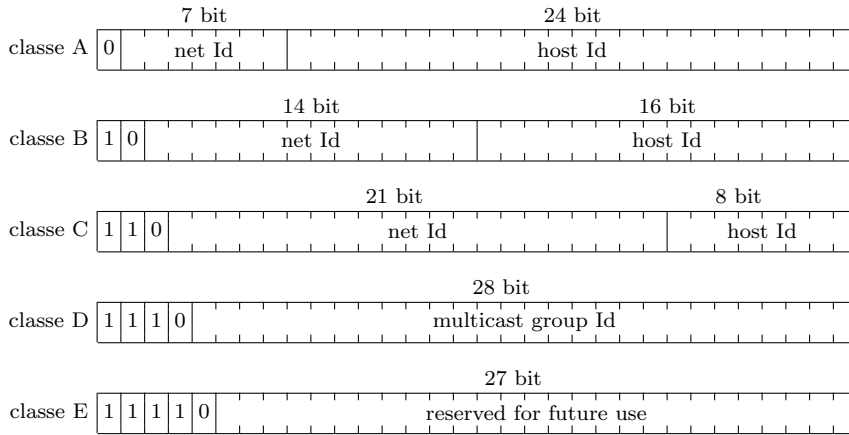 7 bit 24 bit
classe A 0 net Id host Id
14 bit 16 bit
classe B 1 0 net Id host Id
21 bit 8 bit
classe C 1 1 0 net Id host Id
28 bit
classe D 1 1 1 0 multicast group Id
27 bit
classe E 1 1 1 1 0 reserved for future use